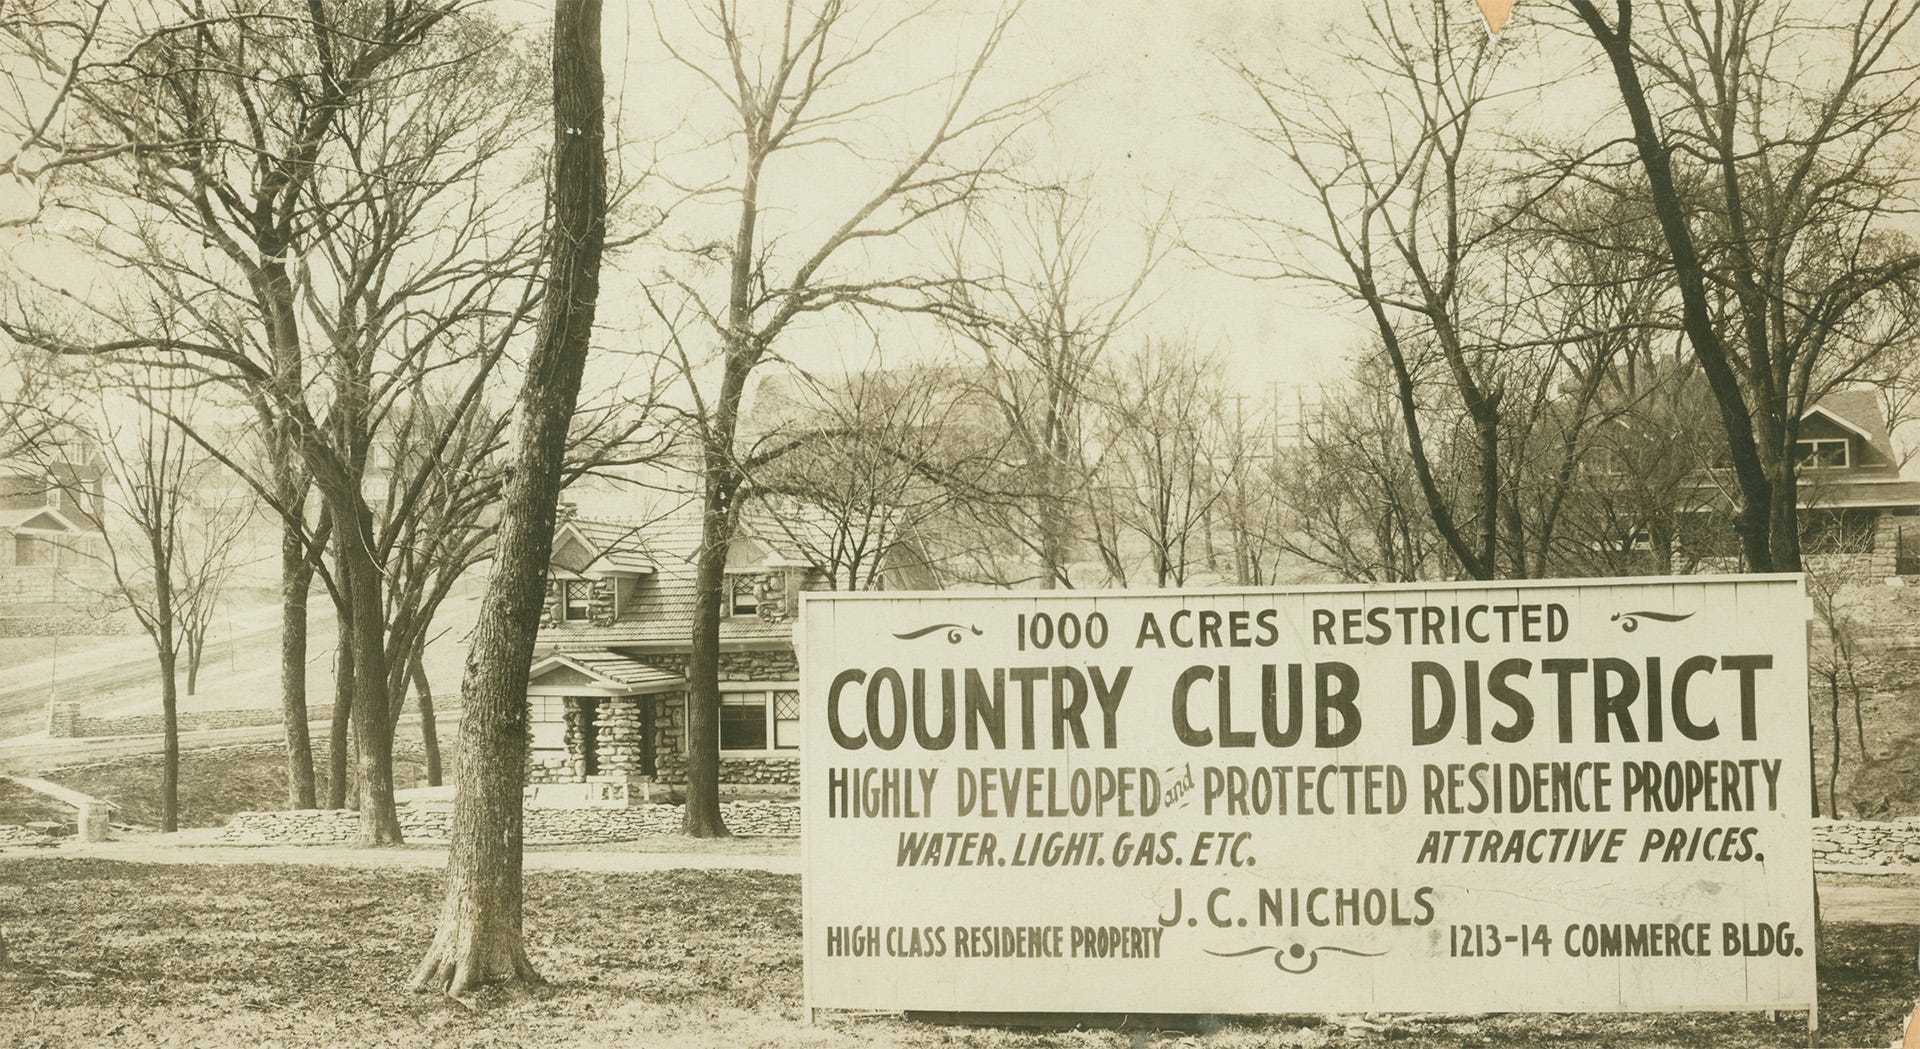 1000 ACRES RESTRICTED
COUNTRY CLUB DISTRICT
HIGHLY DEVELOPED and PROTECTED RESIDENCE PROPERTY
WATER. LIGHT. GAS. ETC. ATTRACTIVE PRICES.
J. C. NICHOLS
HIGH CLASS RESIDENCE PROPERTY 1213-14 COMMERCE BLDG.